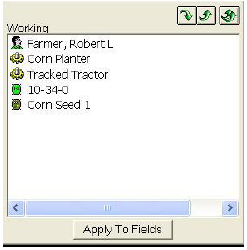 Working
Farmer, Robert L
Corn Planter
Tracked Tractor
10-34-0
Corn Seed 1
Apply To Fields